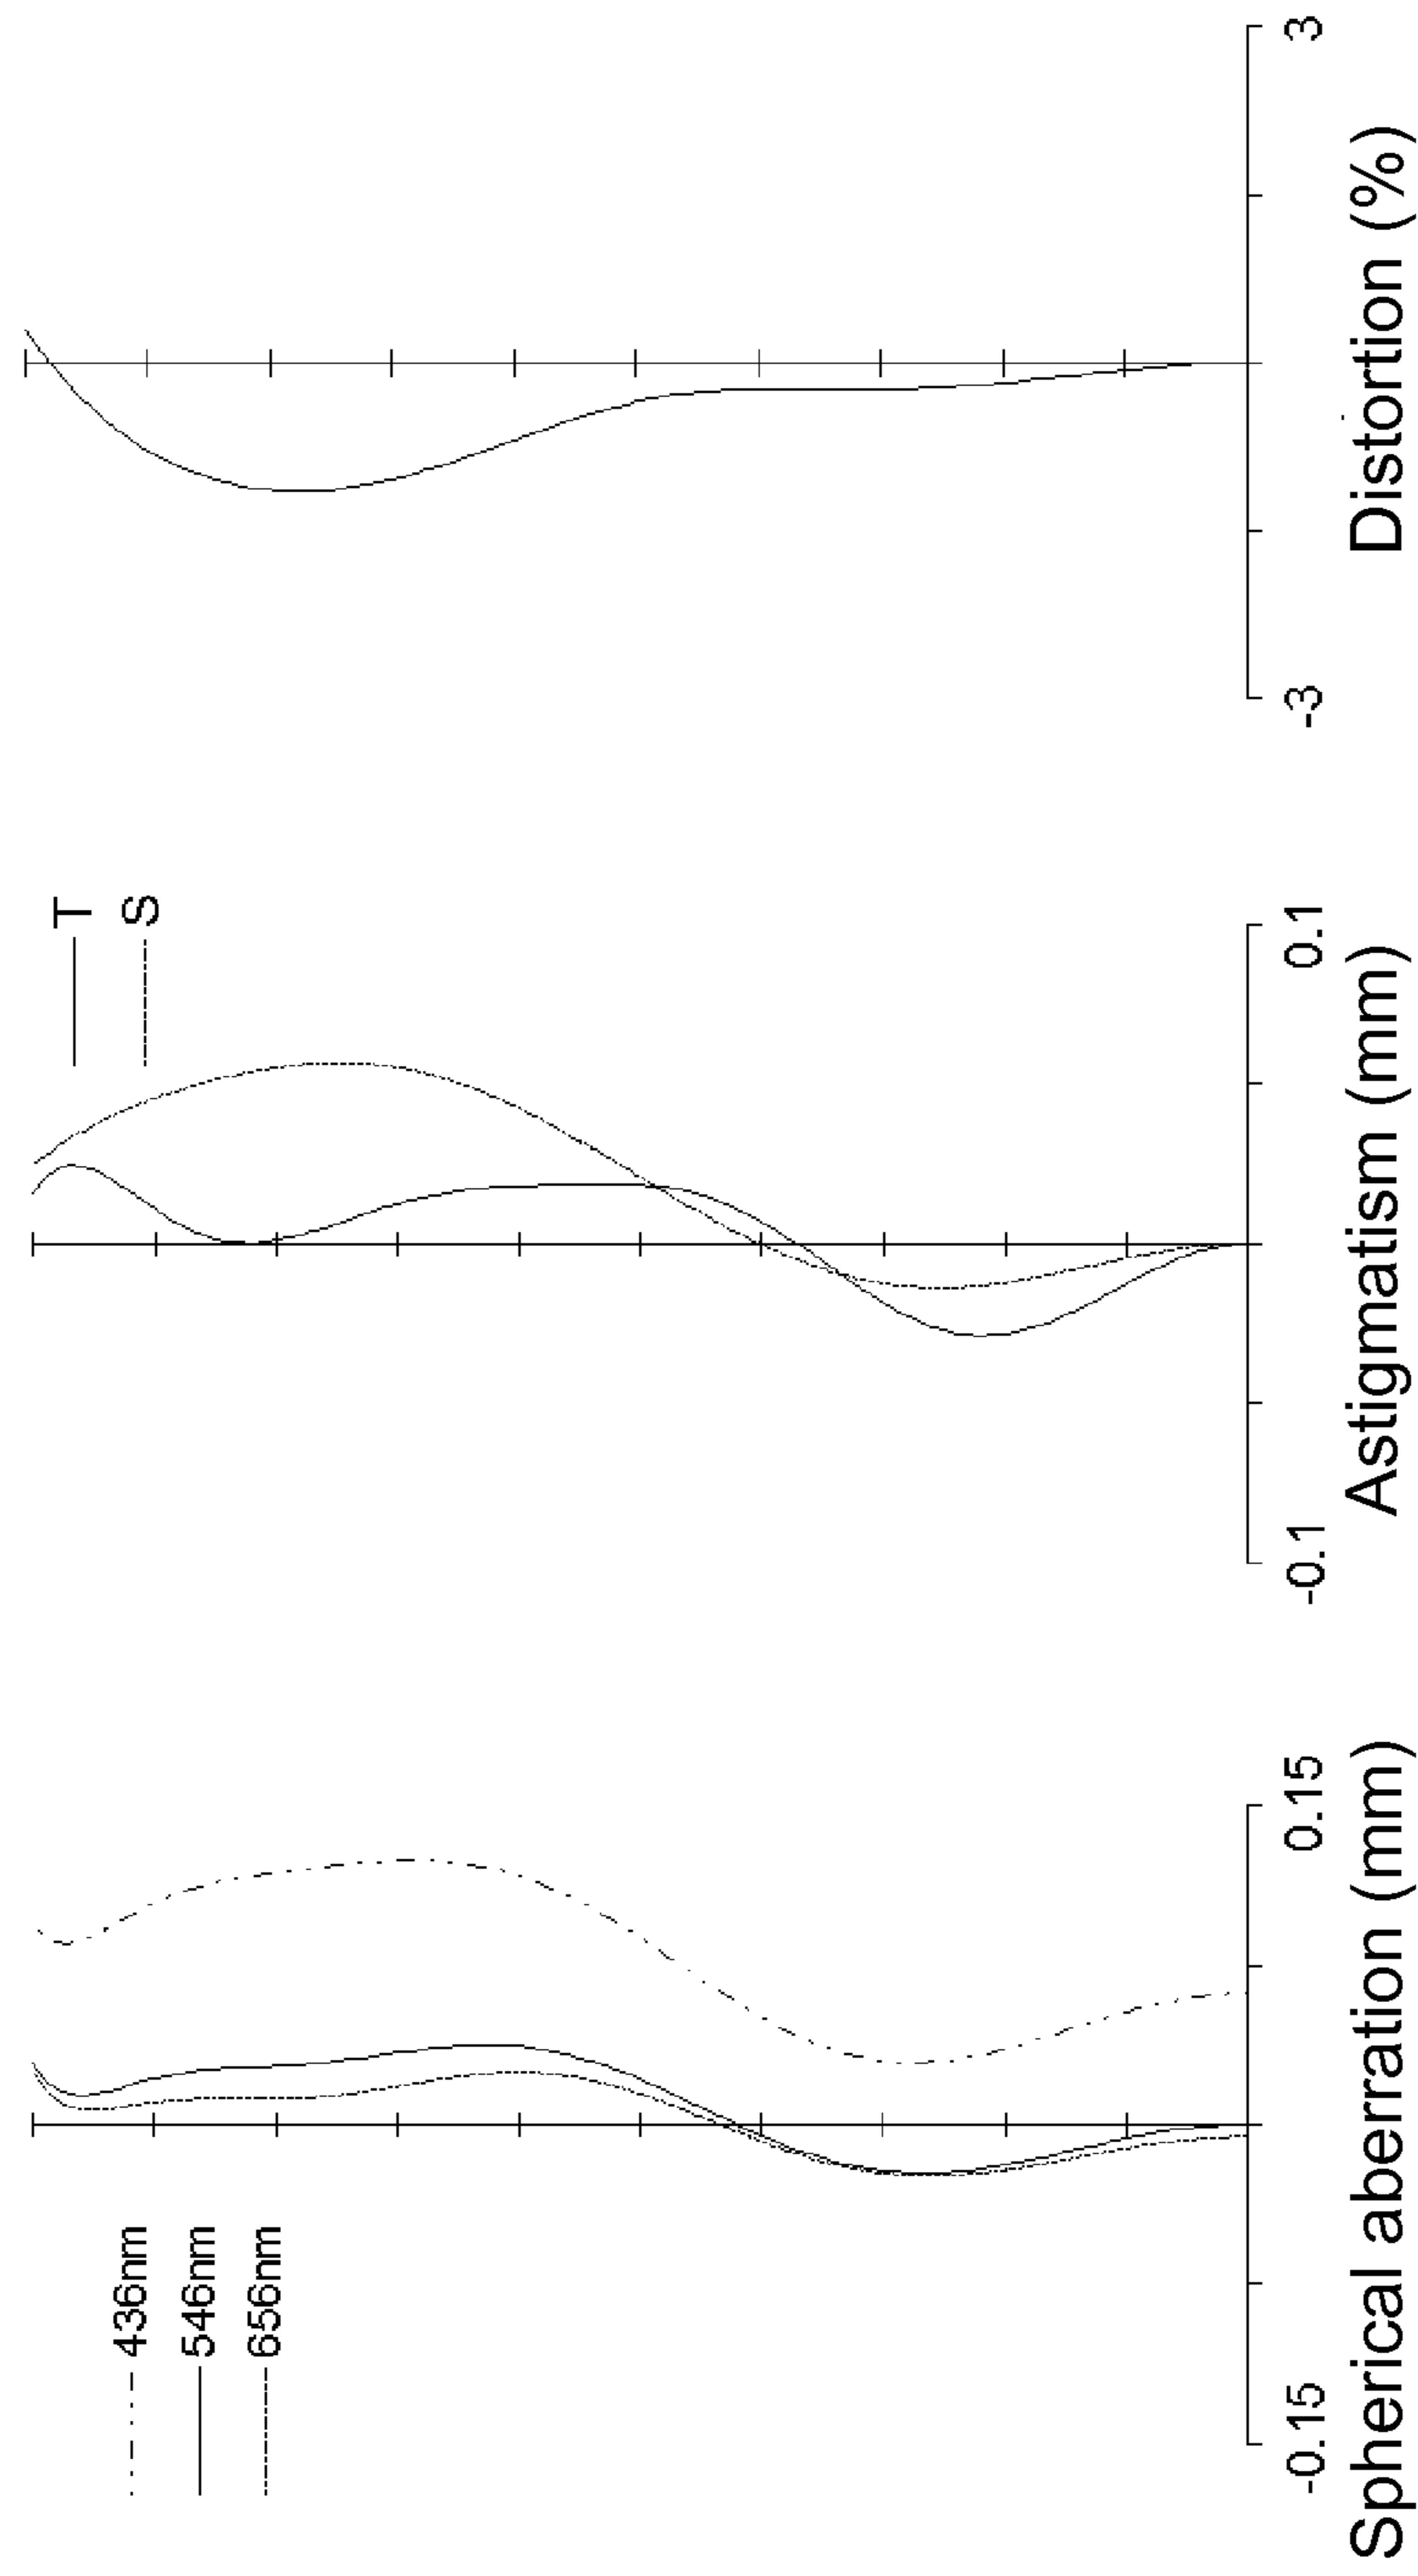 436nm
546nm
656nm
-0.15
0.15
Spherical aberration (mm)
T
S
-0.1
0.1
Astigmatism (mm)
-3
3
Distortion (%)